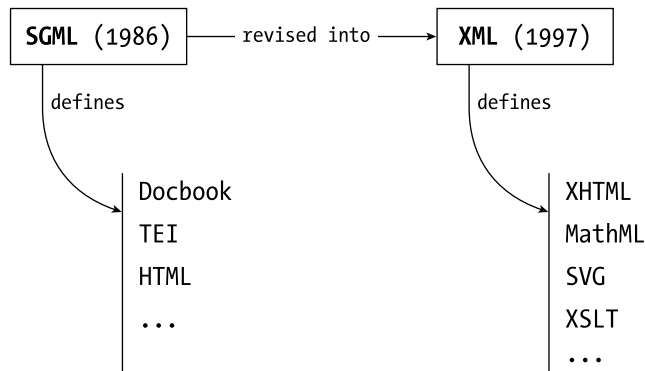 SGML (1986)
revised into
XML (1997)
defines
defines
Docbook
TEI
HTML
...
XHTML
MathML
SVG
XSLT
...